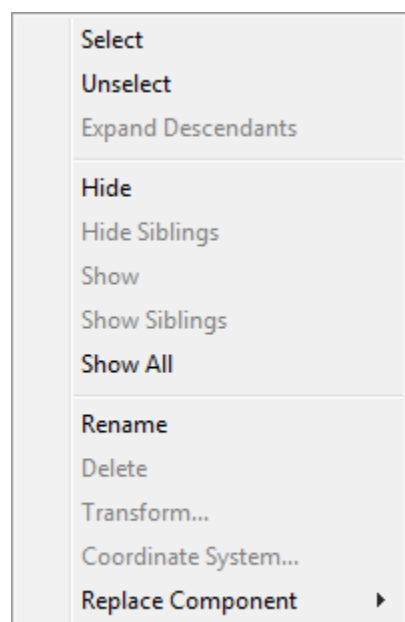 Select
Unselect
Expand Descendants
Hide
Hide Siblings
Show
Show Siblings
Show All
Rename
Delete
Transform...
Coordinate System...
Replace Component